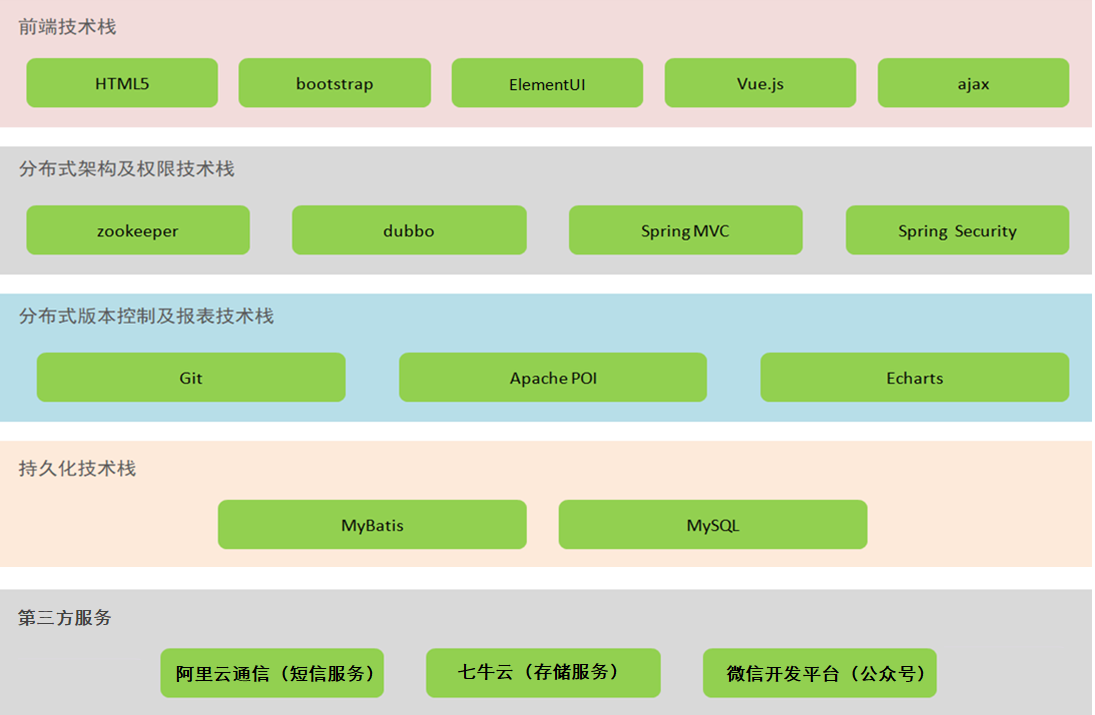 前端技术栈
HTML5
bootstrap
ElementUI
Vue.js
ajax
分布式架构及权限技术栈
zookeeper
dubbo
Spring MVC
Spring Security
分布式版本控制及报表技术栈
Git
Apache POI
Echarts
持久化技术栈
MyBatis
MySQL
第三方服务
阿里云通信（短信服务）
七牛云（存储服务）
微信开发平台（公众号）